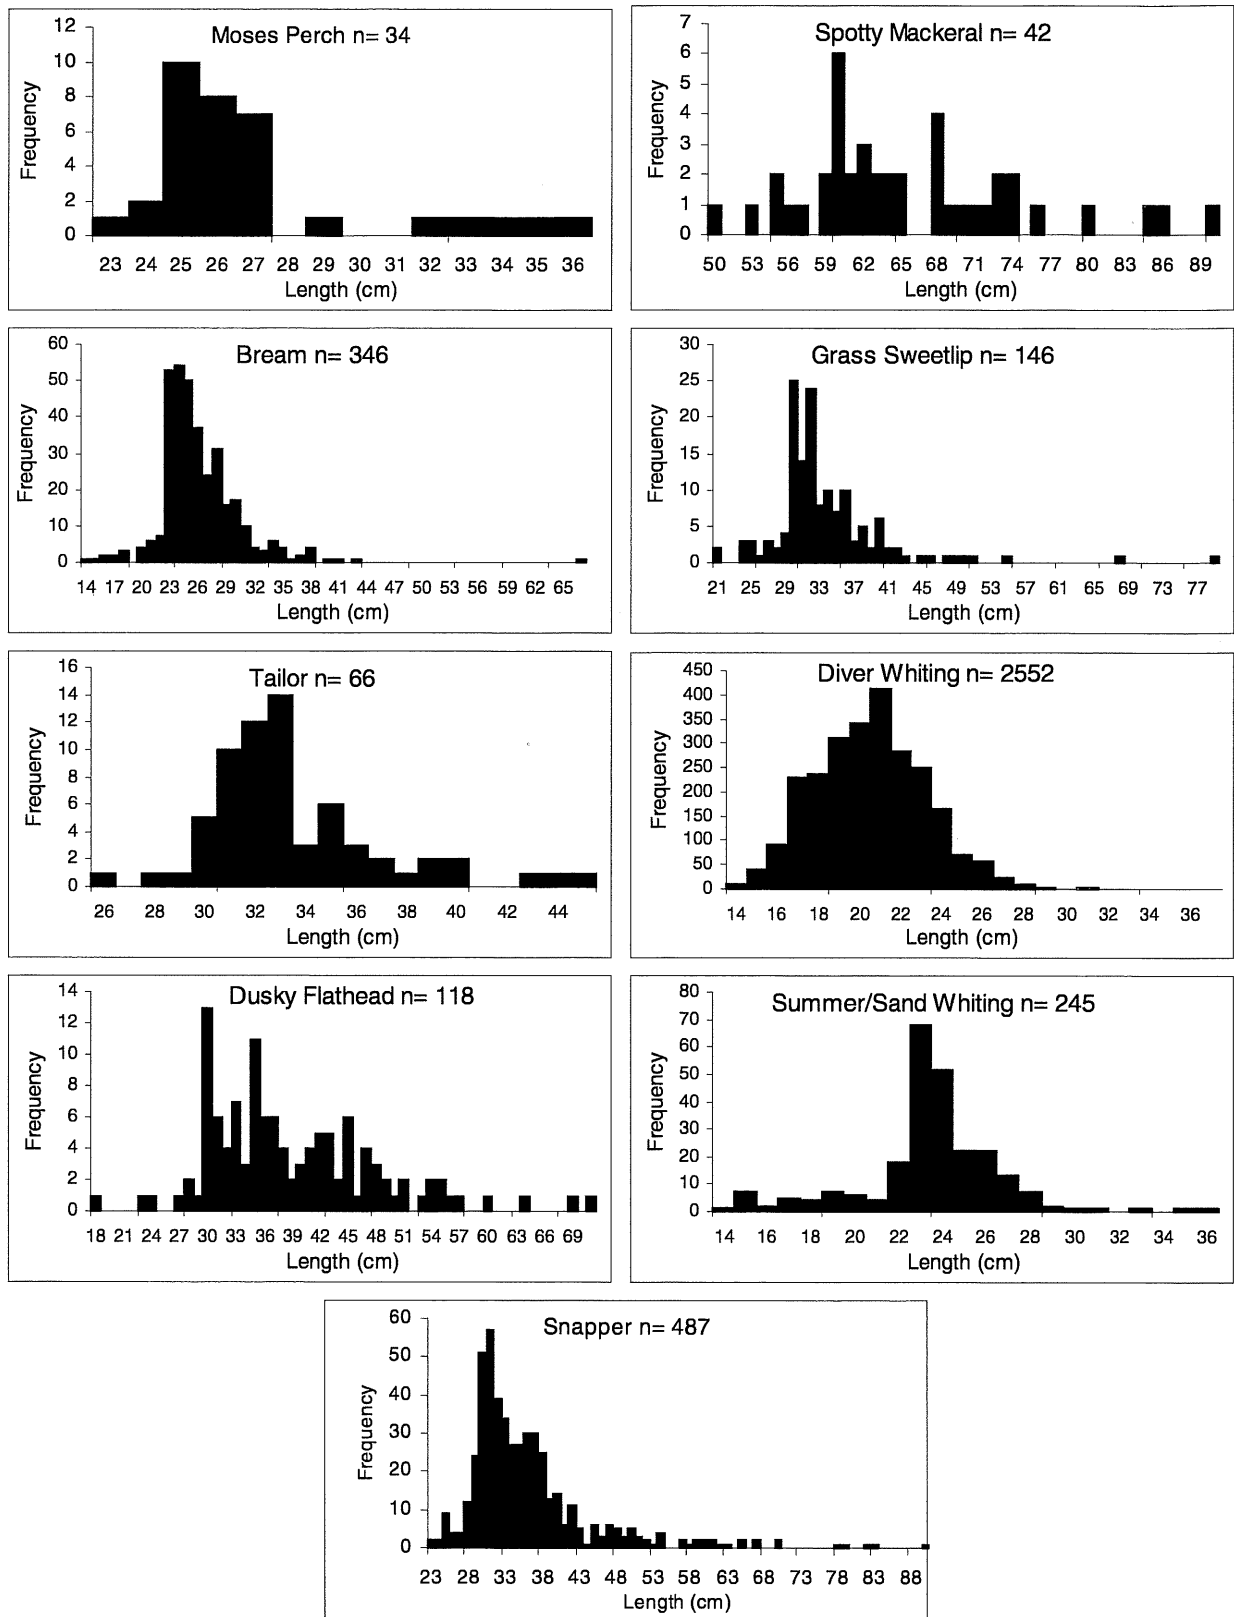 Moses Perch n= 34
Frequency
12
10
8
6
4
2
0
23 24 25 26 27 28 29 30 31 32 33 34 35 36
Length (cm)
Spotty Mackeral n= 42
Frequency
7
6
5
4
3
2
1
0
50 53 56 59 62 65 68 71 74 77 80 83 86 89
Length (cm)
Bream n= 346
Frequency
60
50
40
30
20
10
0
14 17 20 23 26 29 32 35 38 41 44 47 50 53 56 59 62 65
Length (cm)
Grass Sweetlip n= 146
Frequency
30
25
20
15
10
5
0
21 25 29 33 37 41 45 49 53 57 61 65 69 73 77
Length (cm)
Tailor n= 66
Frequency
16
14
12
10
8
6
4
2
0
26 28 30 32 34 36 38 40 42 44
Length (cm)
Diver Whiting n= 2552
Frequency
450
400
350
300
250
200
150
100
50
0
14 16 18 20 22 24 26 28 30 32 34 36
Length (cm)
Dusky Flathead n= 118
Frequency
14
12
10
8
6
4
2
0
18 21 24 27 30 33 36 39 42 45 48 51 54 57 60 63 66 69
Length (cm)
Summer/Sand Whiting n= 245
Frequency
80
70
60
50
40
30
20
10
0
14 16 18 20 22 24 26 28 30 32 34 36
Length (cm)
Snapper n= 487
Frequency
60
50
40
30
20
10
0
23 28 33 38 43 48 53 58 63 68 73 78 83 88
Length (cm)